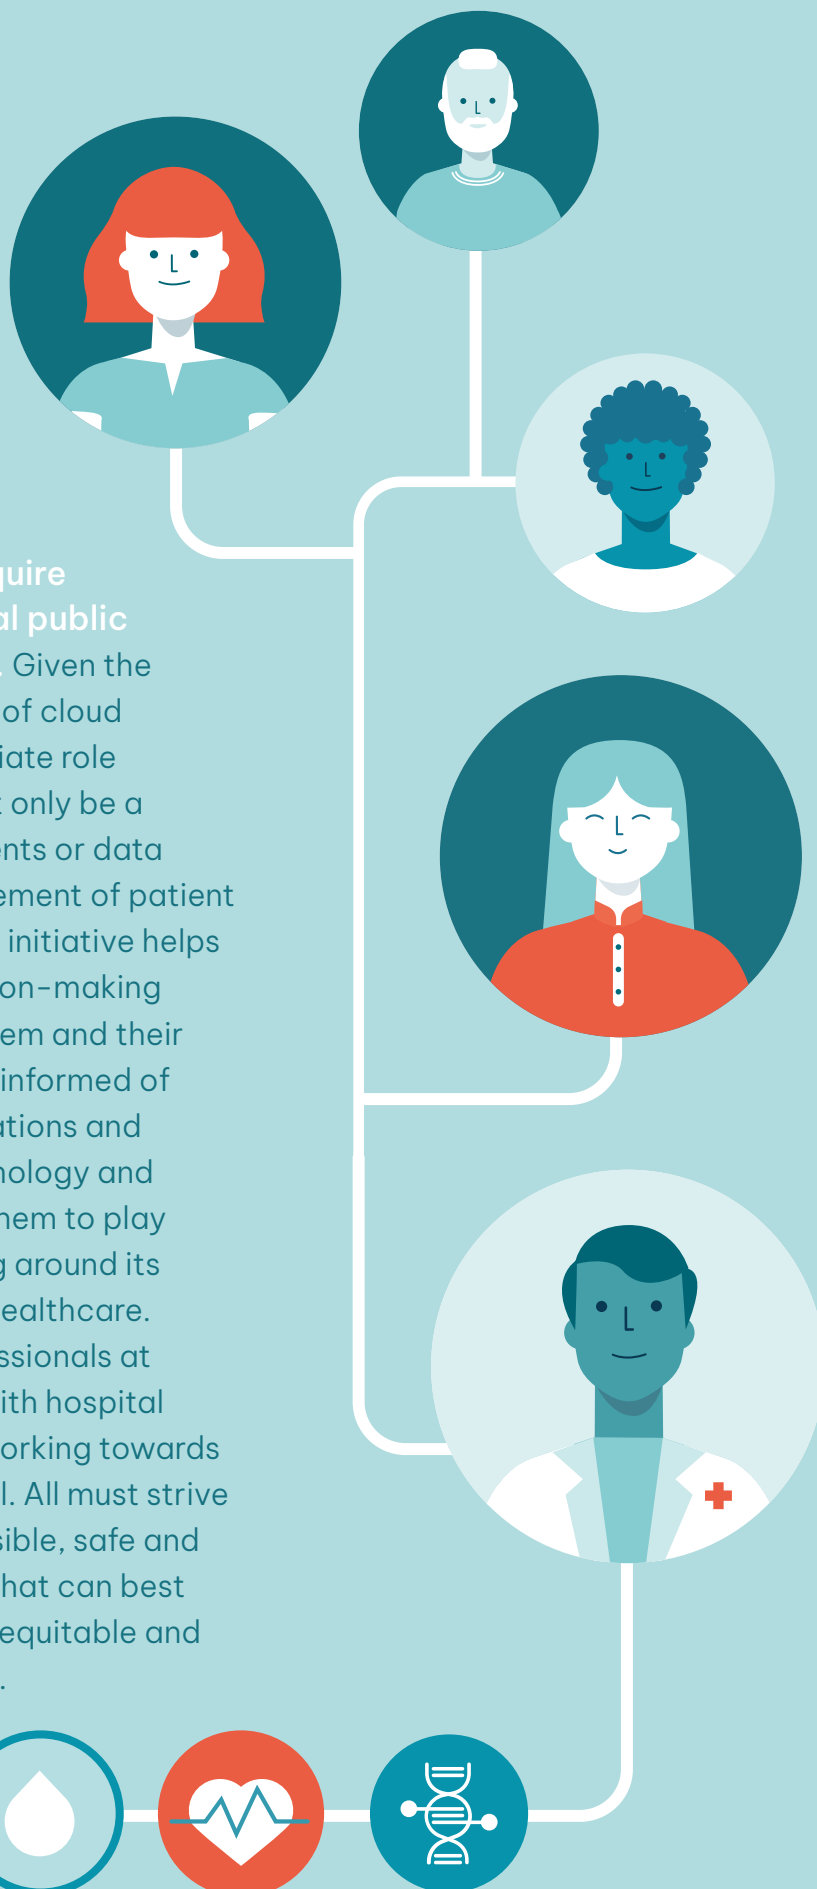 quire
al public
. Given the
of cloud
iate role
t only be a
ents or data
ement of patient
initiative helps
on-making
em and their
informed of
ations and
nology and
hem to play
g around its
ealthcare.
ssionals at
ith hospital
orking towards
l. All must strive
sible, safe and
hat can best
equitable and
.